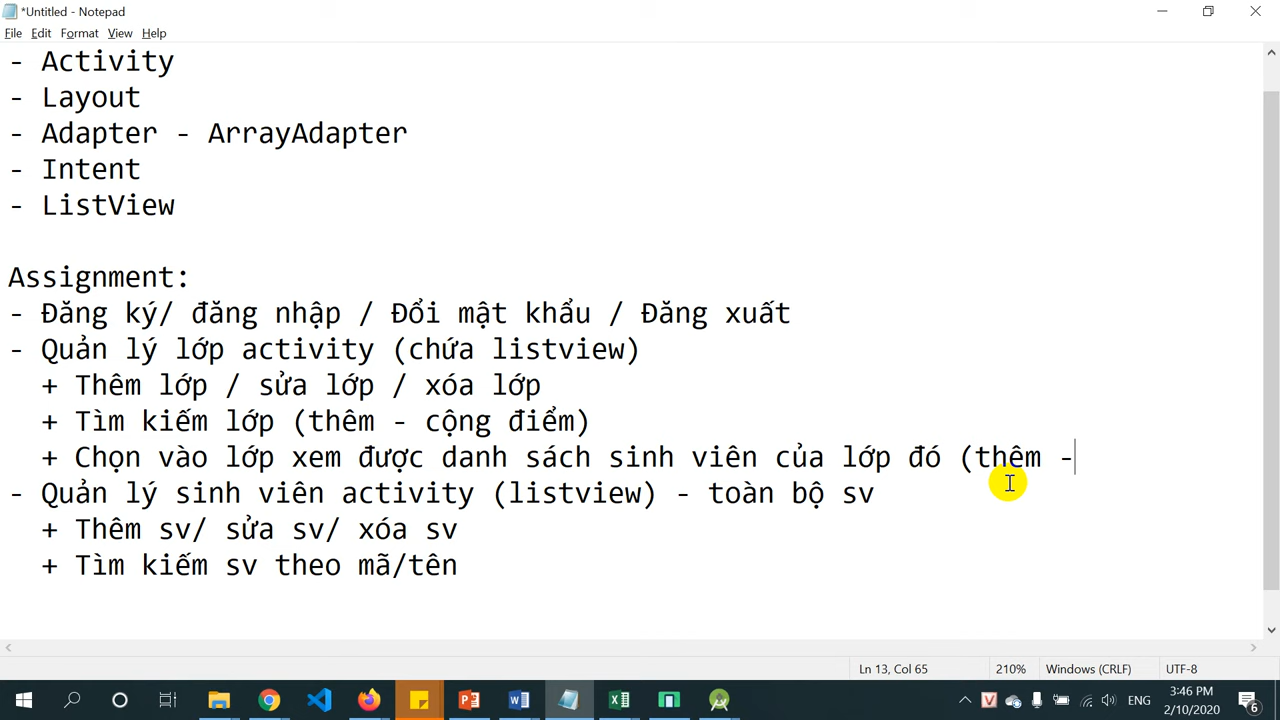 *Untitled - Notepad
File Edit Format View Help
- Activity
- Layout
- Adapter - ArrayAdapter
- Intent
- ListView
Assignment:
- Đăng ký/ đăng nhập / Đổi mật khẩu / Đăng xuất
- Quản lý lớp activity (chứa listview)
+ Thêm lớp / sửa lớp / xóa lớp
+ Tìm kiếm lớp (thêm - cộng điểm)
+ Chọn vào lớp xem được danh sách sinh viên của lớp đó (thêm -
- Quản lý sinh viên activity (listview) - toàn bộ sv
+ Thêm sv/ sửa sv/ xóa sv
+ Tìm kiếm sv theo mã/tên
Ln 13, Col 65 210% Windows (CRLF) UTF-8
ENG 3:46 PM
2/10/2020 6